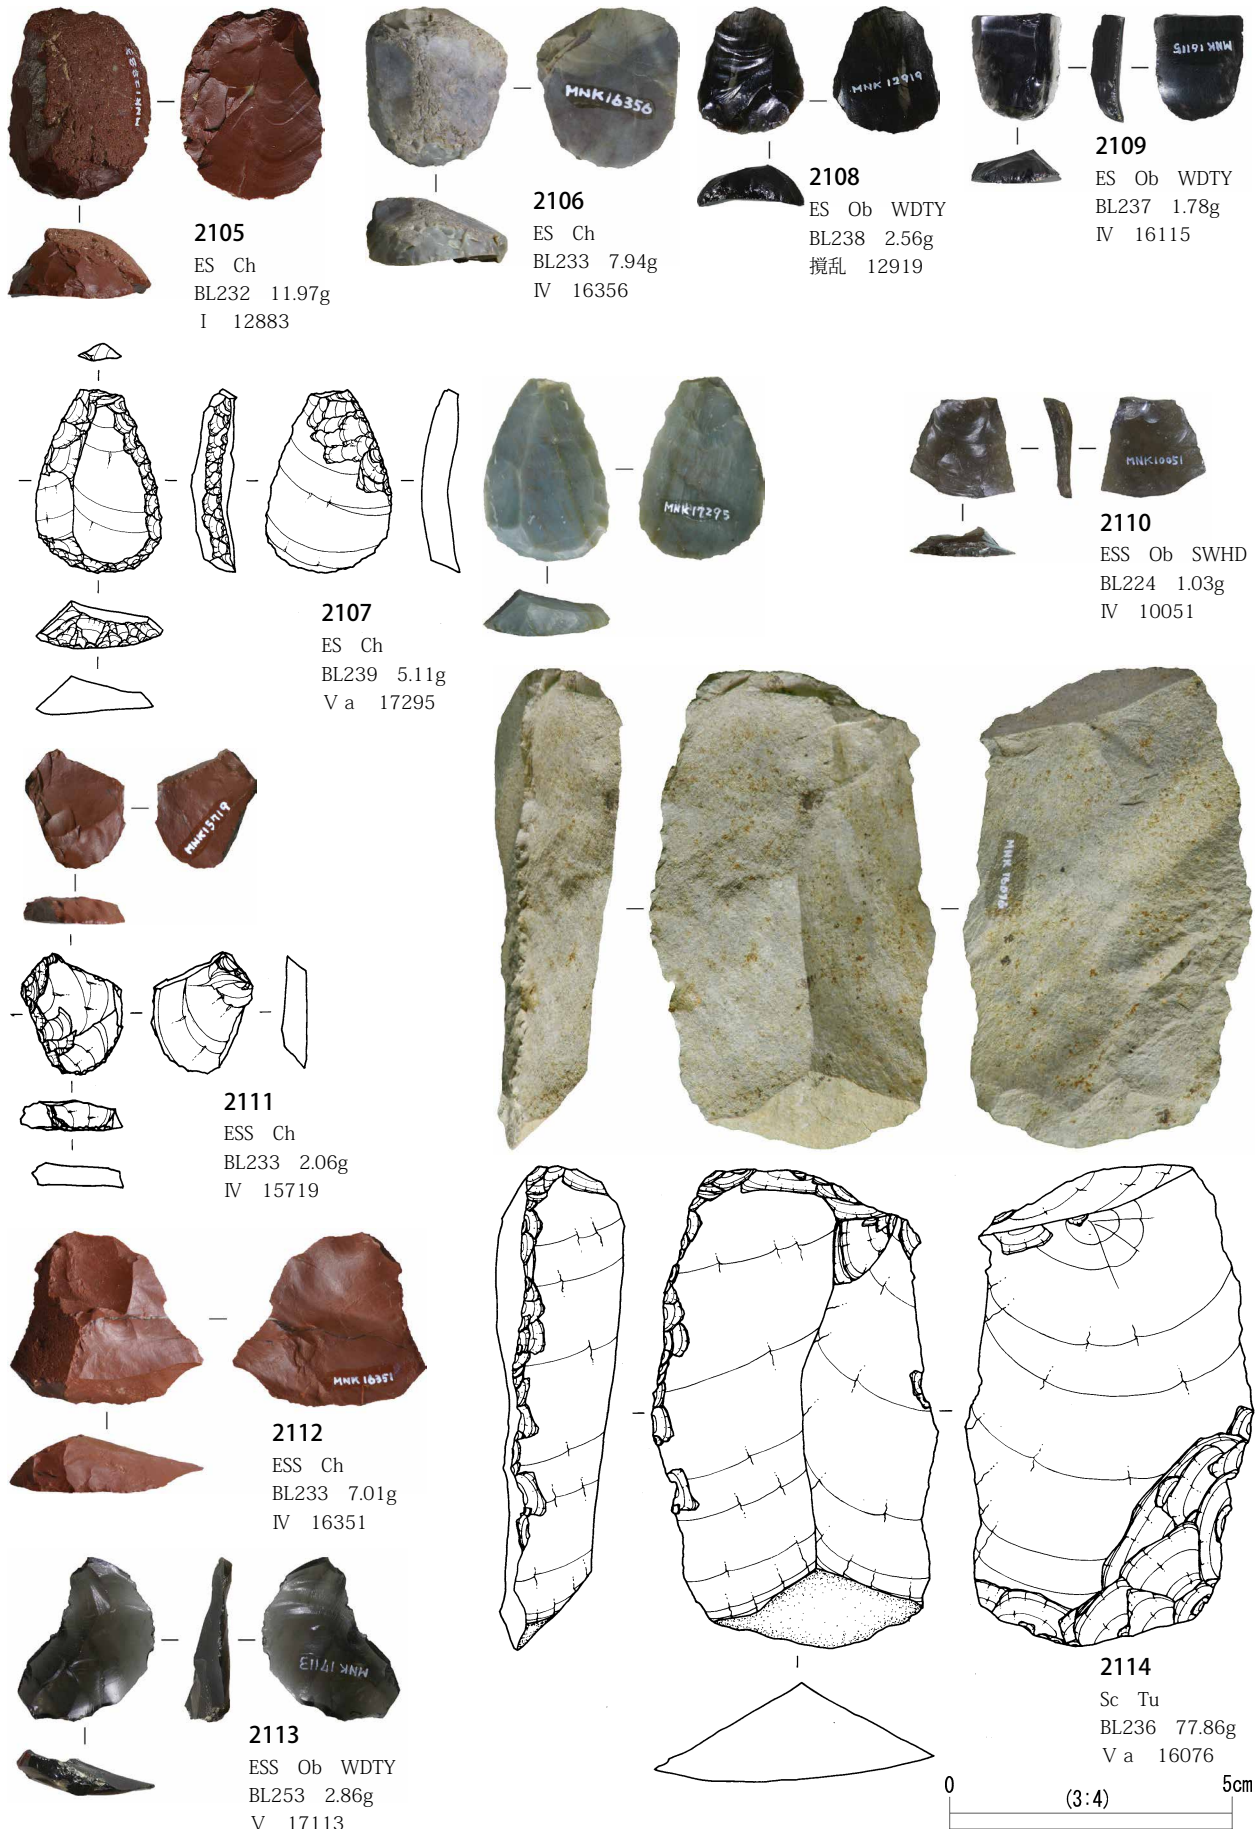 MNK12883
MNK16356
MNK12919
MNK16115
2105
ES Ch
BL232 11.97g
I 12883
2106
ES Ch
BL233 7.94g
IV 16356
2108
ES Ob WDTY
BL238 2.56g
撹乱 12919
2109
ES Ob WDTY
BL237 1.78g
IV 16115
MNK17295
MNK10051
2107
ES Ch
BL239 5.11g
V a 17295
2110
ESS Ob SWHD
BL224 1.03g
IV 10051
MNK15719
MNK16076
2111
ESS Ch
BL233 2.06g
IV 15719
MNK16351
2112
ESS Ch
BL233 7.01g
IV 16351
MNK17113
2113
ESS Ob WDTY
BL253 2.86g
V 17113
2114
Sc Tu
BL236 77.86g
V a 16076
0 5cm
(3:4)